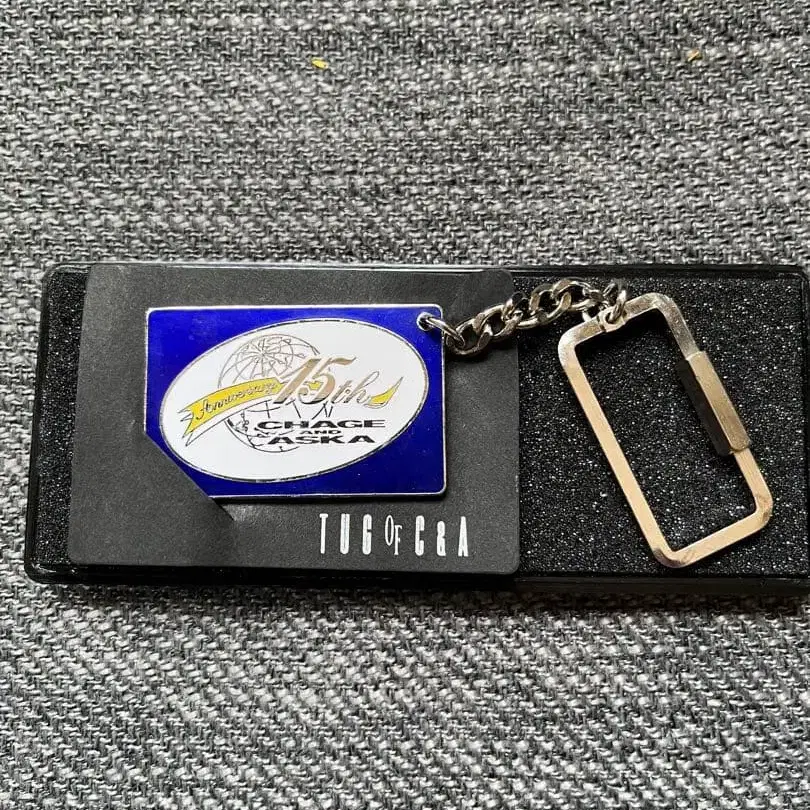 Anniversary 15th
CHAGE
AND
ASKA
TUG OF C&A